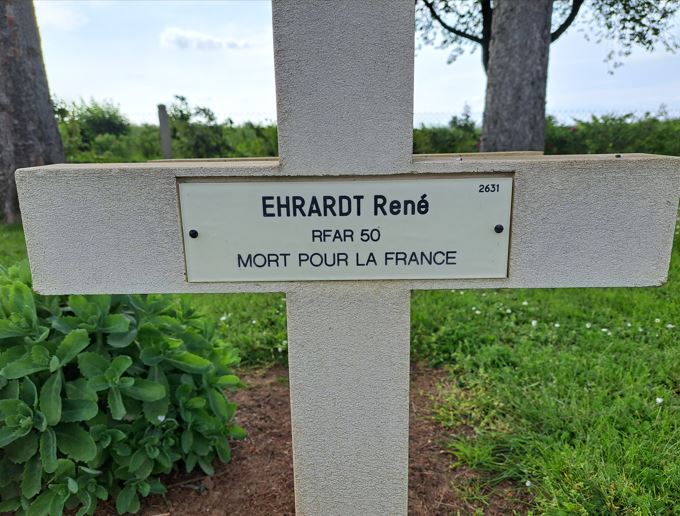 2631
EHRARDT René
RFAR 50
MORT POUR LA FRANCE